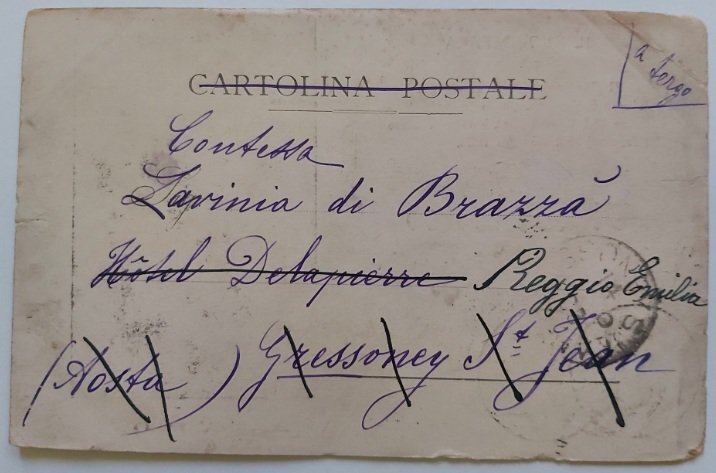 CARTOLINA POSTALE
a tergo
Contessa
Lavinia di Brazzà
Hôtel Delapierre Reggio Emilia
(Aosta) Gressoney St Jean